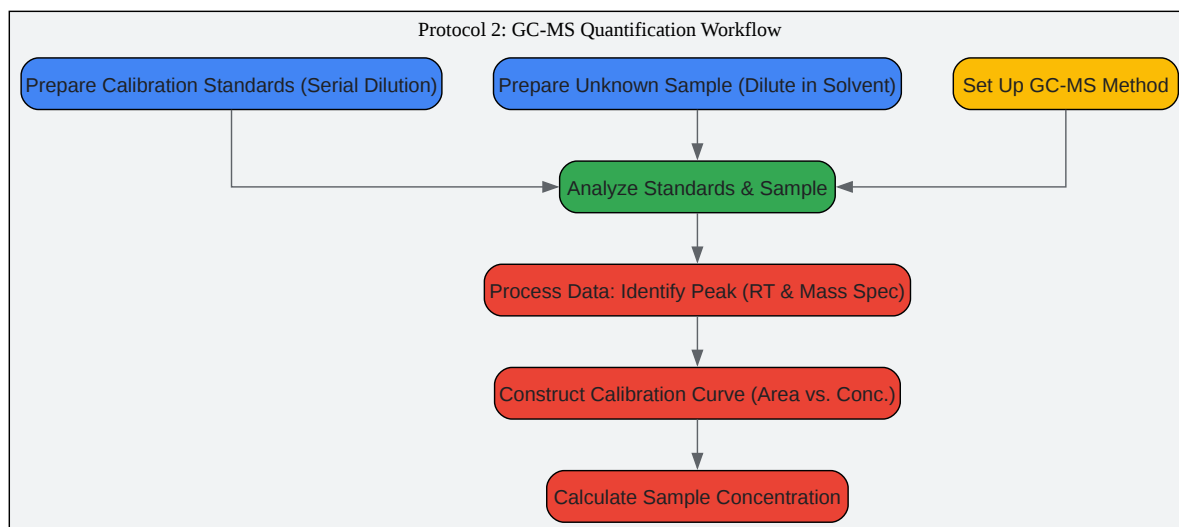 Protocol 2: GC-MS Quantification Workflow
Prepare Calibration Standards (Serial Dilution)
Prepare Unknown Sample (Dilute in Solvent)
Set Up GC-MS Method
Analyze Standards & Sample
Process Data: Identify Peak (RT & Mass Spec)
Construct Calibration Curve (Area vs. Conc.)
Calculate Sample Concentration